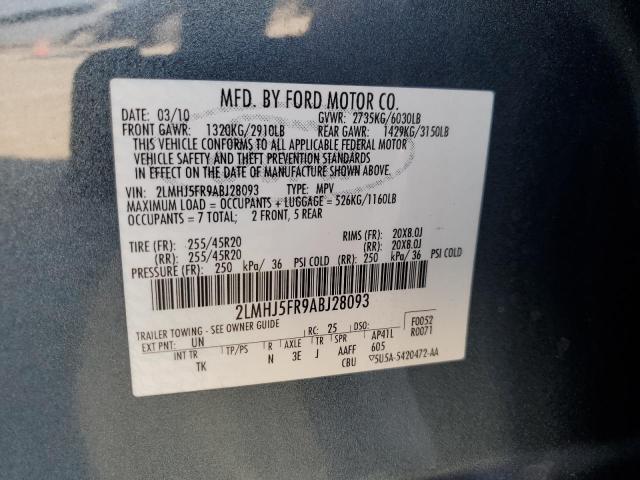 MFD. BY FORD MOTOR CO.
DATE: 03/10 GVWR: 2735KG/6030LB
FRONT GAWR: 1320KG/2910LB REAR GAWR: 1429KG/3150LB
THIS VEHICLE CONFORMS TO ALL APPLICABLE FEDERAL MOTOR
VEHICLE SAFETY AND THEFT PREVENTION STANDARDS
IN EFFECT ON THE DATE OF MANUFACTURE SHOWN ABOVE.
VIN: 2LMHJ5FR9ABJ28093 TYPE: MPV
MAXIMUM LOAD = OCCUPANTS + LUGGAGE = 526KG/1160LB
OCCUPANTS = 7 TOTAL; 2 FRONT, 5 REAR
TIRE (FR): 255/45R20 RIMS (FR): 20X8.0J
(RR): 255/45R20 (RR): 20X8.0J
PRESSURE (FR): 250 kPa/ 36 PSI COLD (RR): 250 kPa/ 36 PSI COLD
2LMHJ5FR9ABJ28093
TRAILER TOWING - SEE OWNER GUIDE
EXT PNT: UN RC: 25 DSO: F0052
R0071
INT TR TP/PS R AXLE TR AP41L
TK N 3E J AAFF 605
CBU ▽5U5A-5420472-AA